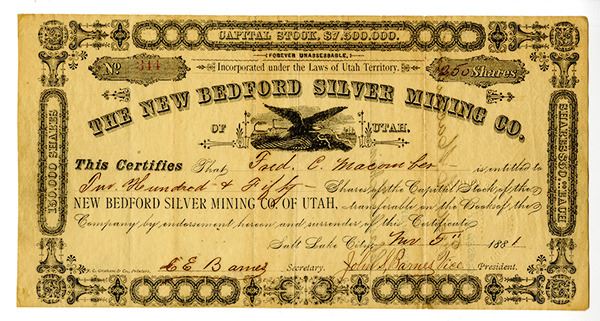 CAPITAL STOCK, $7,500,000.
FOREVER UNASSESSABLE,
No 344
Incorporated under the Laws of Utah Territory.
250 Shares
THE NEW BEDFORD SILVER MINING CO.
OF UTAH.
150,000 SHARES
SHARES $50.00 EACH
This Certifies That Fred. C. Macomber is entitled to
Two Hundred & Fifty Shares of the Capital Stock of the
NEW BEDFORD SILVER MINING CO. OF UTAH, transferable on the Books of the
Company by endorsement hereon and surrender of this Certificate
Salt Lake City, Nov 5" 1881
E E Barnes Secretary. John S Barnes Vice President.